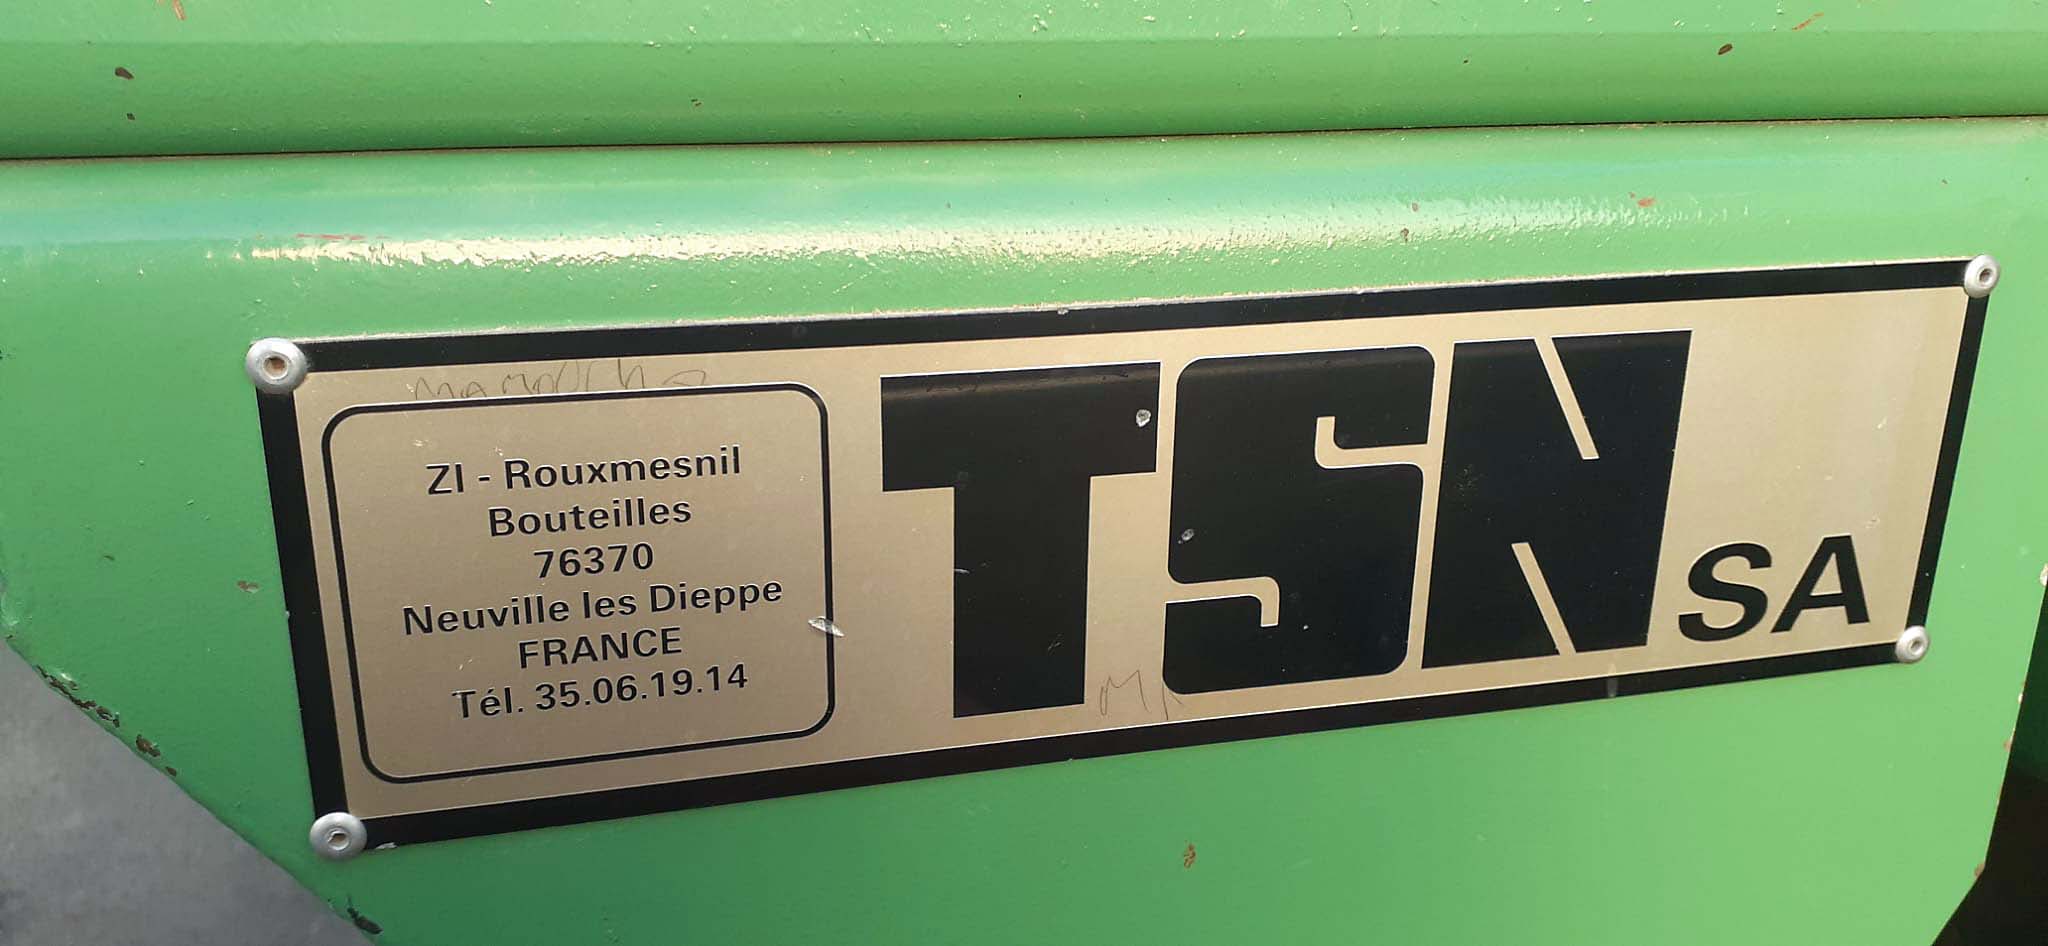 ZI - Rouxmesnil
Bouteilles
76370
Neuville les Dieppe
FRANCE
Tél. 35.06.19.14
TSN SA